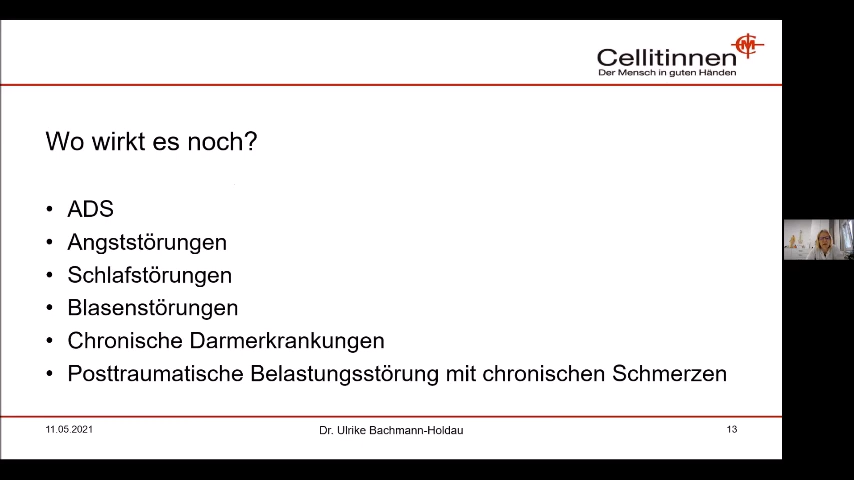 Cellitinnen
Der Mensch in guten Händen
Wo wirkt es noch?
• ADS
• Angststörungen
• Schlafstörungen
• Blasenstörungen
• Chronische Darmerkrankungen
• Posttraumatische Belastungsstörung mit chronischen Schmerzen
11.05.2021
Dr. Ulrike Bachmann-Holdau
13